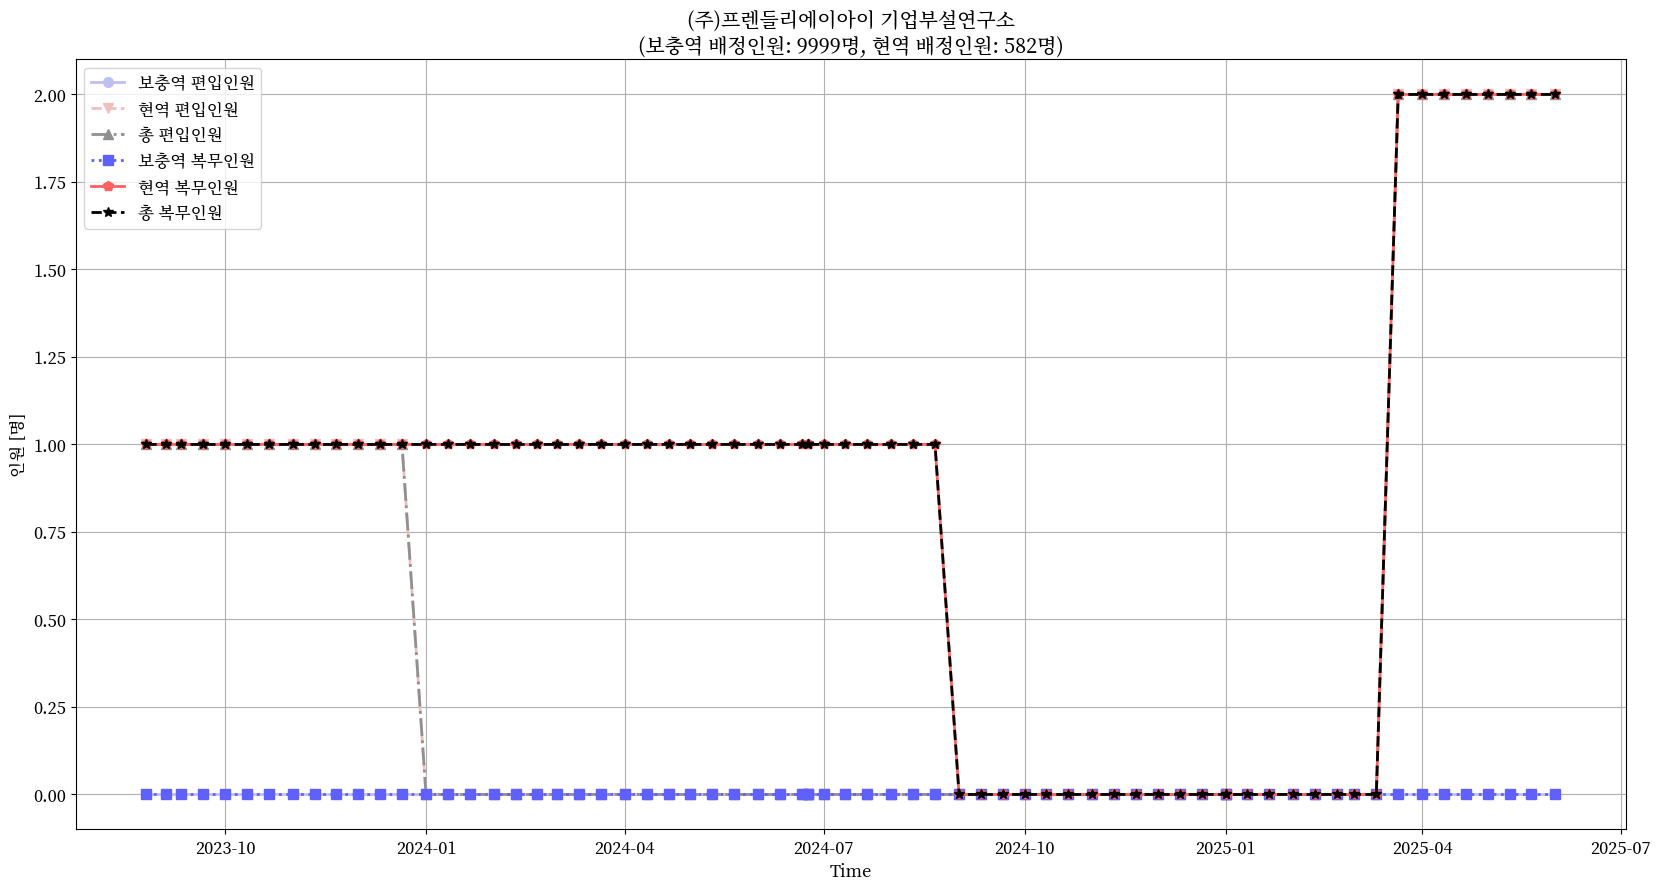 (주)프렌들리에이아이 기업부설연구소
(보충역 배정인원: 9999명, 현역 배정인원: 582명)
보충역 편입인원
현역 편입인원
총 편입인원
보충역 복무인원
현역 복무인원
총 복무인원
2.00
1.75
1.50
1.25
1.00
0.75
0.50
0.25
0.00
인원 [명]
2023-10
2024-01
2024-04
2024-07
2024-10
2025-01
2025-04
2025-07
Time